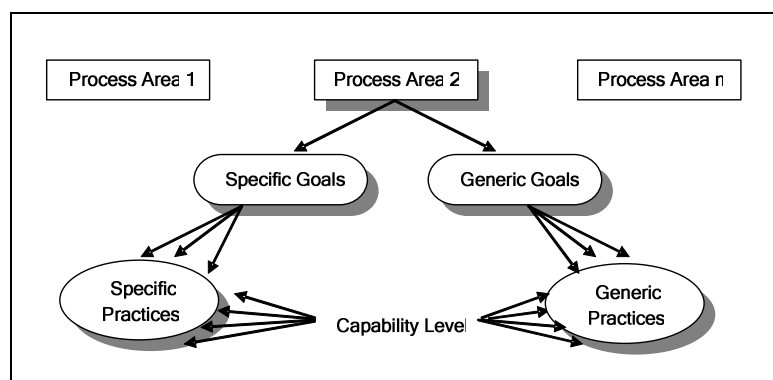 Process Area 1
Process Area 2
Process Area n
Specific Goals
Generic Goals
Specific
Practices
Capability Level
Generic
Practices